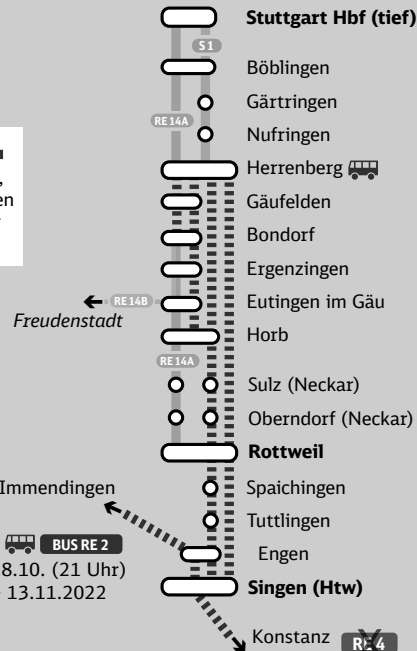 Stuttgart Hbf (tief)
S 1
Böblingen
Gärtringen
RE 14A
Nufringen
Herrenberg
Gäufelden
Bondorf
Ergenzingen
RE 14B
Eutingen im Gäu
Freudenstadt
Horb
RE 14A
Sulz (Neckar)
Oberndorf (Neckar)
Rottweil
Immendingen
Spaichingen
Tuttlingen
BUS RE 2
Engen
8.10. (21 Uhr)
13.11.2022
Singen (Htw)
Konstanz
RE 4